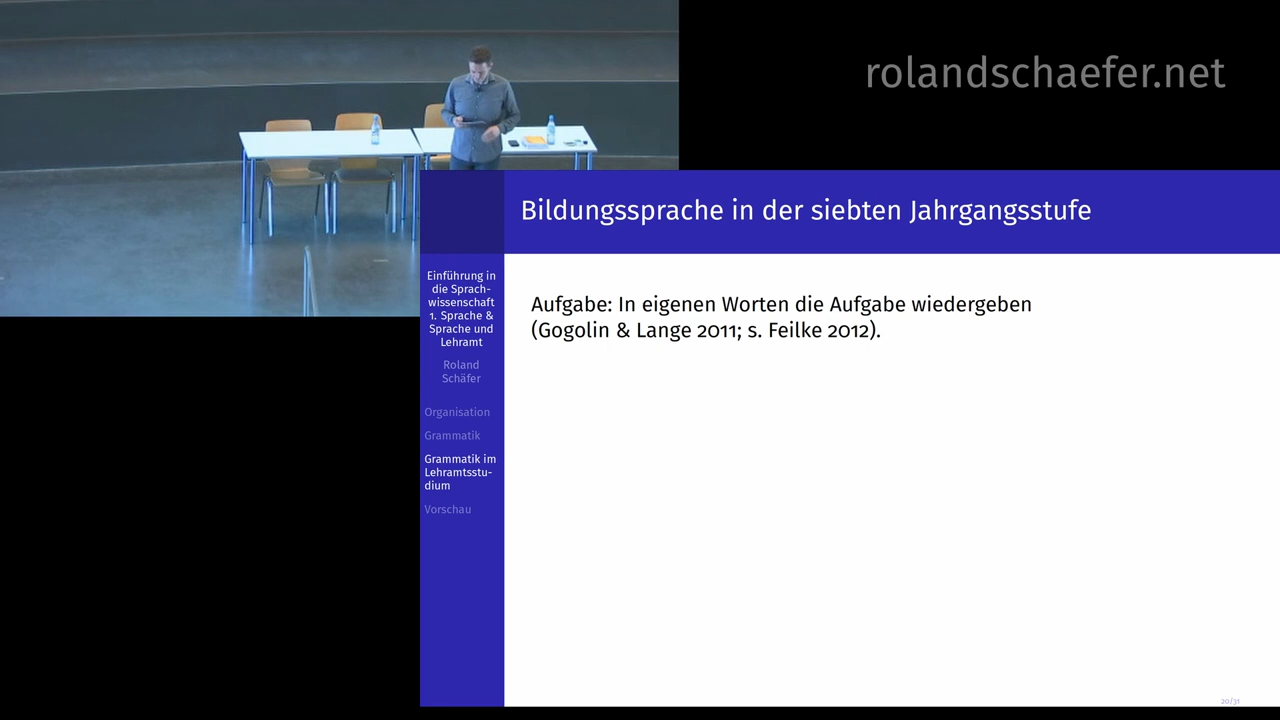 rolandschaefer.net
Bildungssprache in der siebten Jahrgangsstufe
Einführung in
die Sprach-
wissenschaft
1. Sprache &
Sprache und
Lehramt
Roland
Schäfer
Organisation
Grammatik
Grammatik im
Lehramtsstu-
dium
Vorschau
Aufgabe: In eigenen Worten die Aufgabe wiedergeben
(Gogolin & Lange 2011; s. Feilke 2012).
20/31